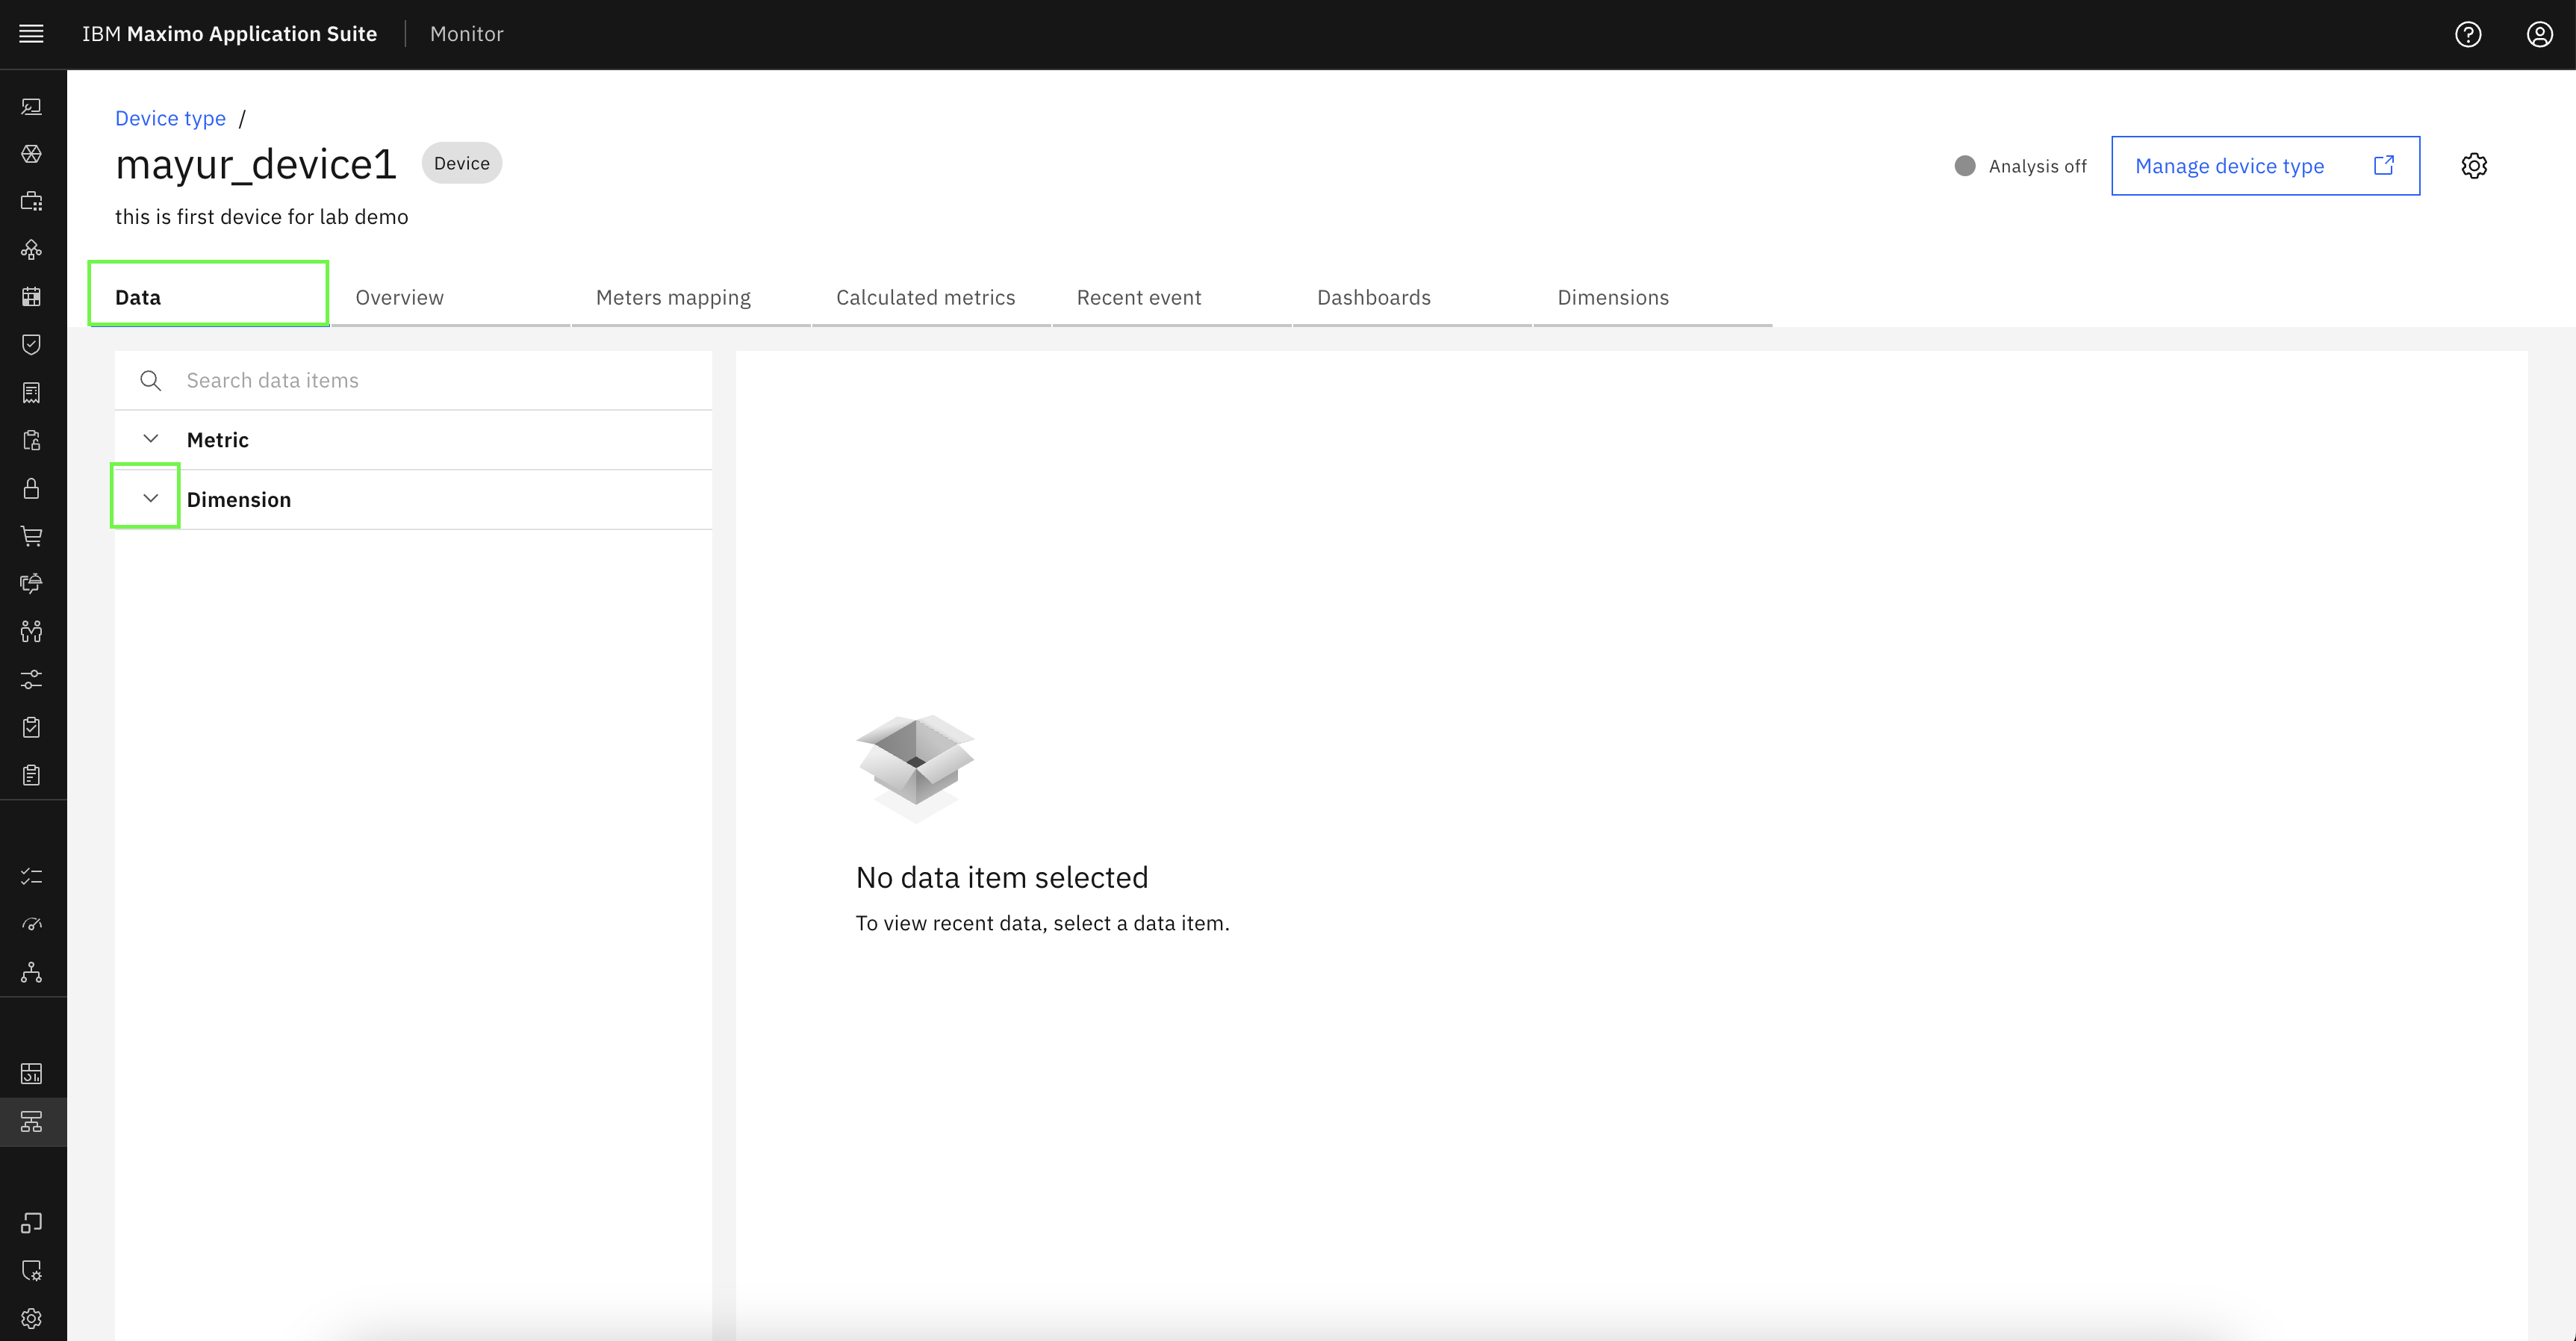 IBM Maximo Application Suite Monitor
Device type /
mayur_device1 Device
this is first device for lab demo
Analysis off Manage device type
Data Overview Meters mapping Calculated metrics Recent event Dashboards Dimensions
Search data items
Metric
Dimension
No data item selected
To view recent data, select a data item.